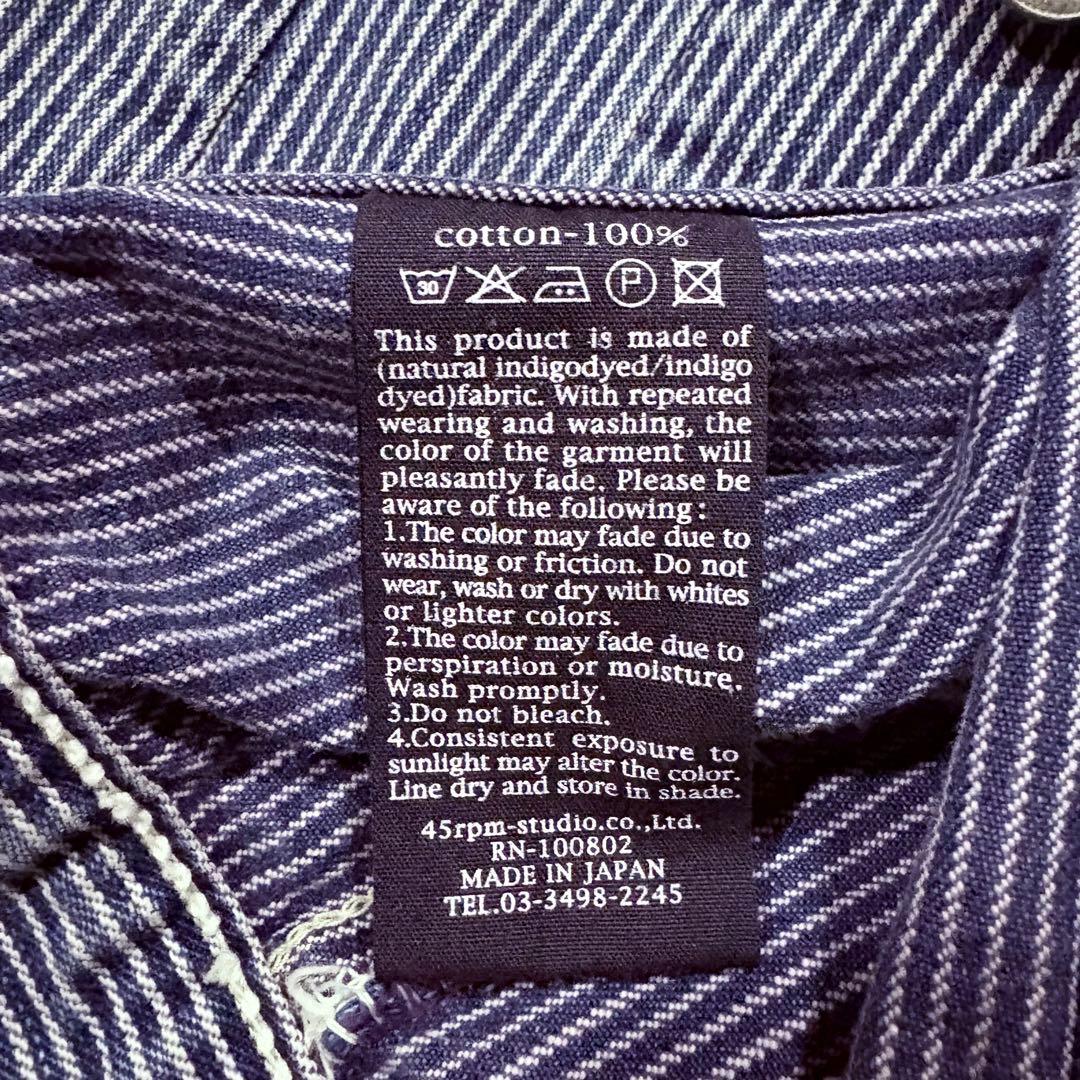 cotton-100%
30 P
This product is made of
(natural indigodyed/indigo
dyed)fabric. With repeated
wearing and washing, the
color of the garment will
pleasantly fade. Please be
aware of the following:
1.The color may fade due to
washing or friction. Do not
wear, wash or dry with whites
or lighter colors.
2.The color may fade due to
perspiration or moisture.
Wash promptly.
3.Do not bleach.
4.Consistent exposure to
sunlight may alter the color.
Line dry and store in shade.
45rpm-studio.co.,Ltd.
RN-100802
MADE IN JAPAN
TEL.03-3498-2245